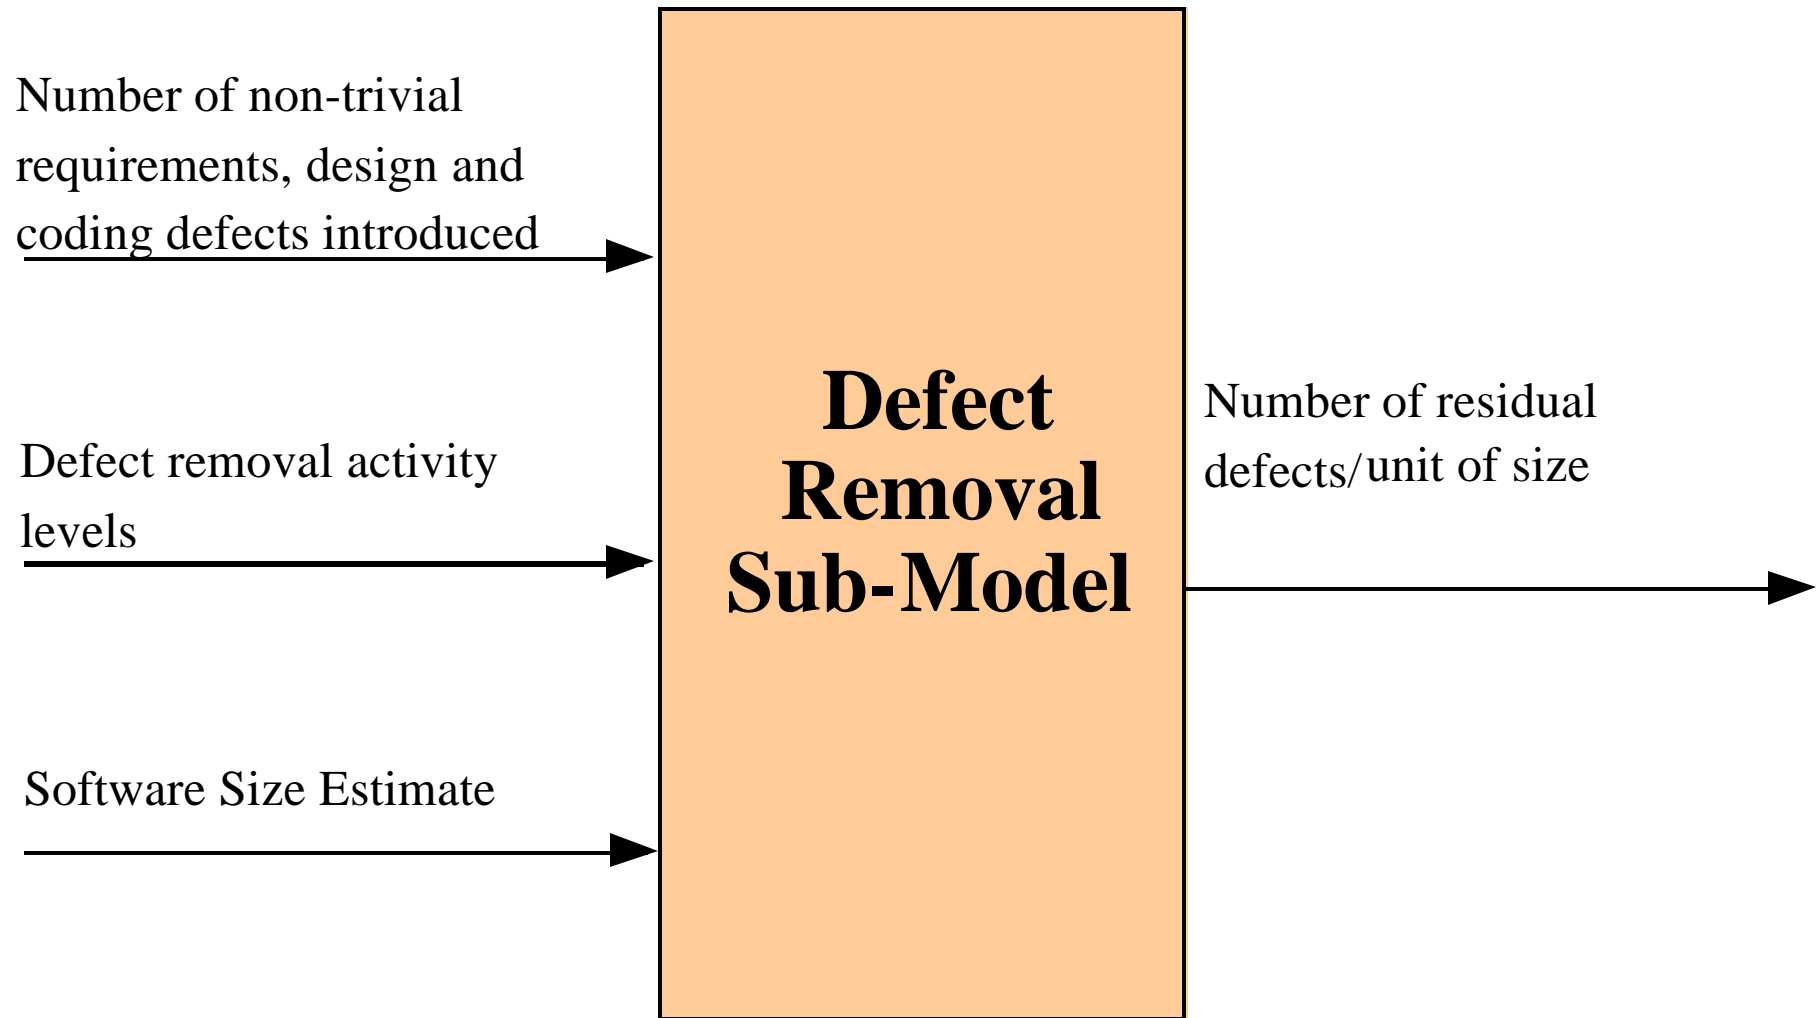 Number of non-trivial
requirements, design and
coding defects introduced
Defect removal activity
levels
Software Size Estimate
Defect
Removal
Sub-Model
Number of residual
defects/unit of size